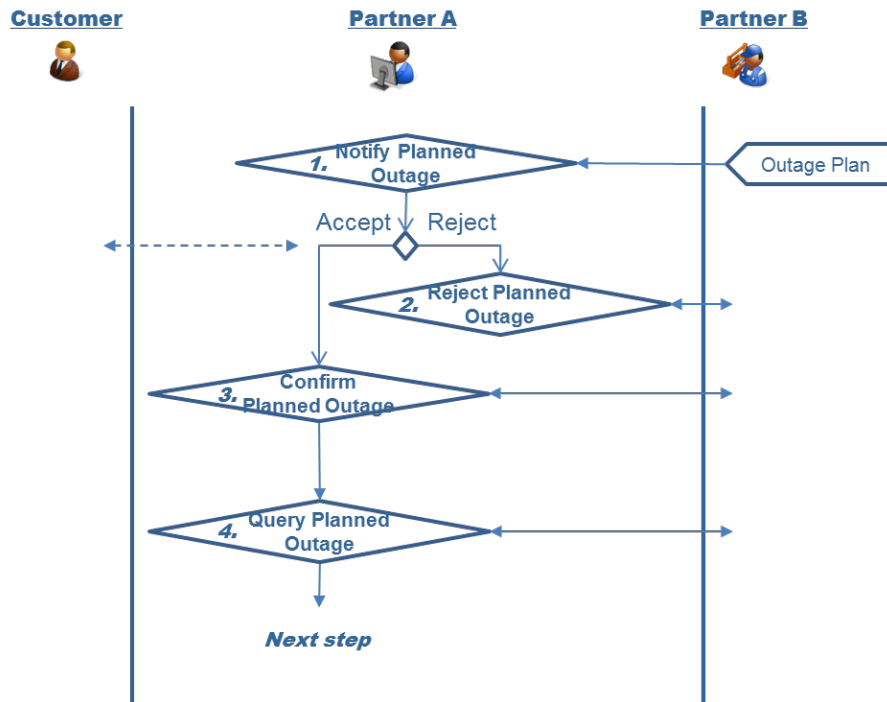 Customer
Partner A
Partner B
1. Notify Planned
Outage
Outage Plan
Accept
Reject
2. Reject Planned
Outage
3. Confirm
Planned Outage
4. Query Planned
Outage
Next step